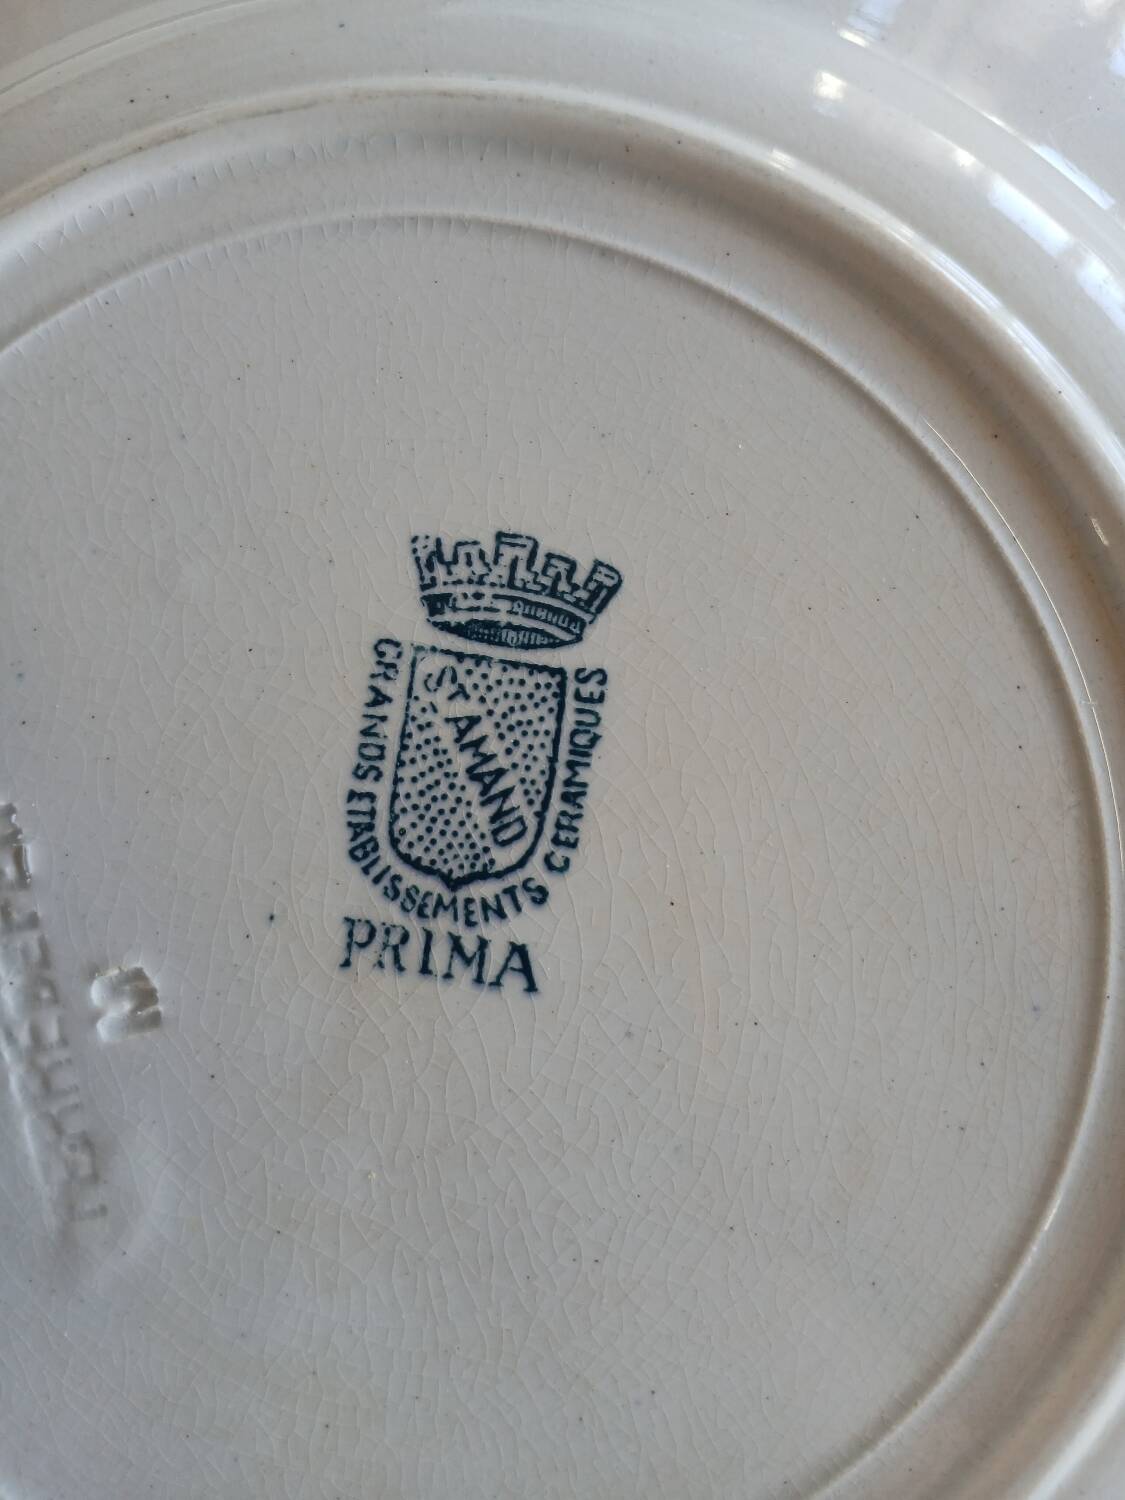 St AMAND
GRANDS ETABLISSEMENTS CERAMIQUES
PRIMA